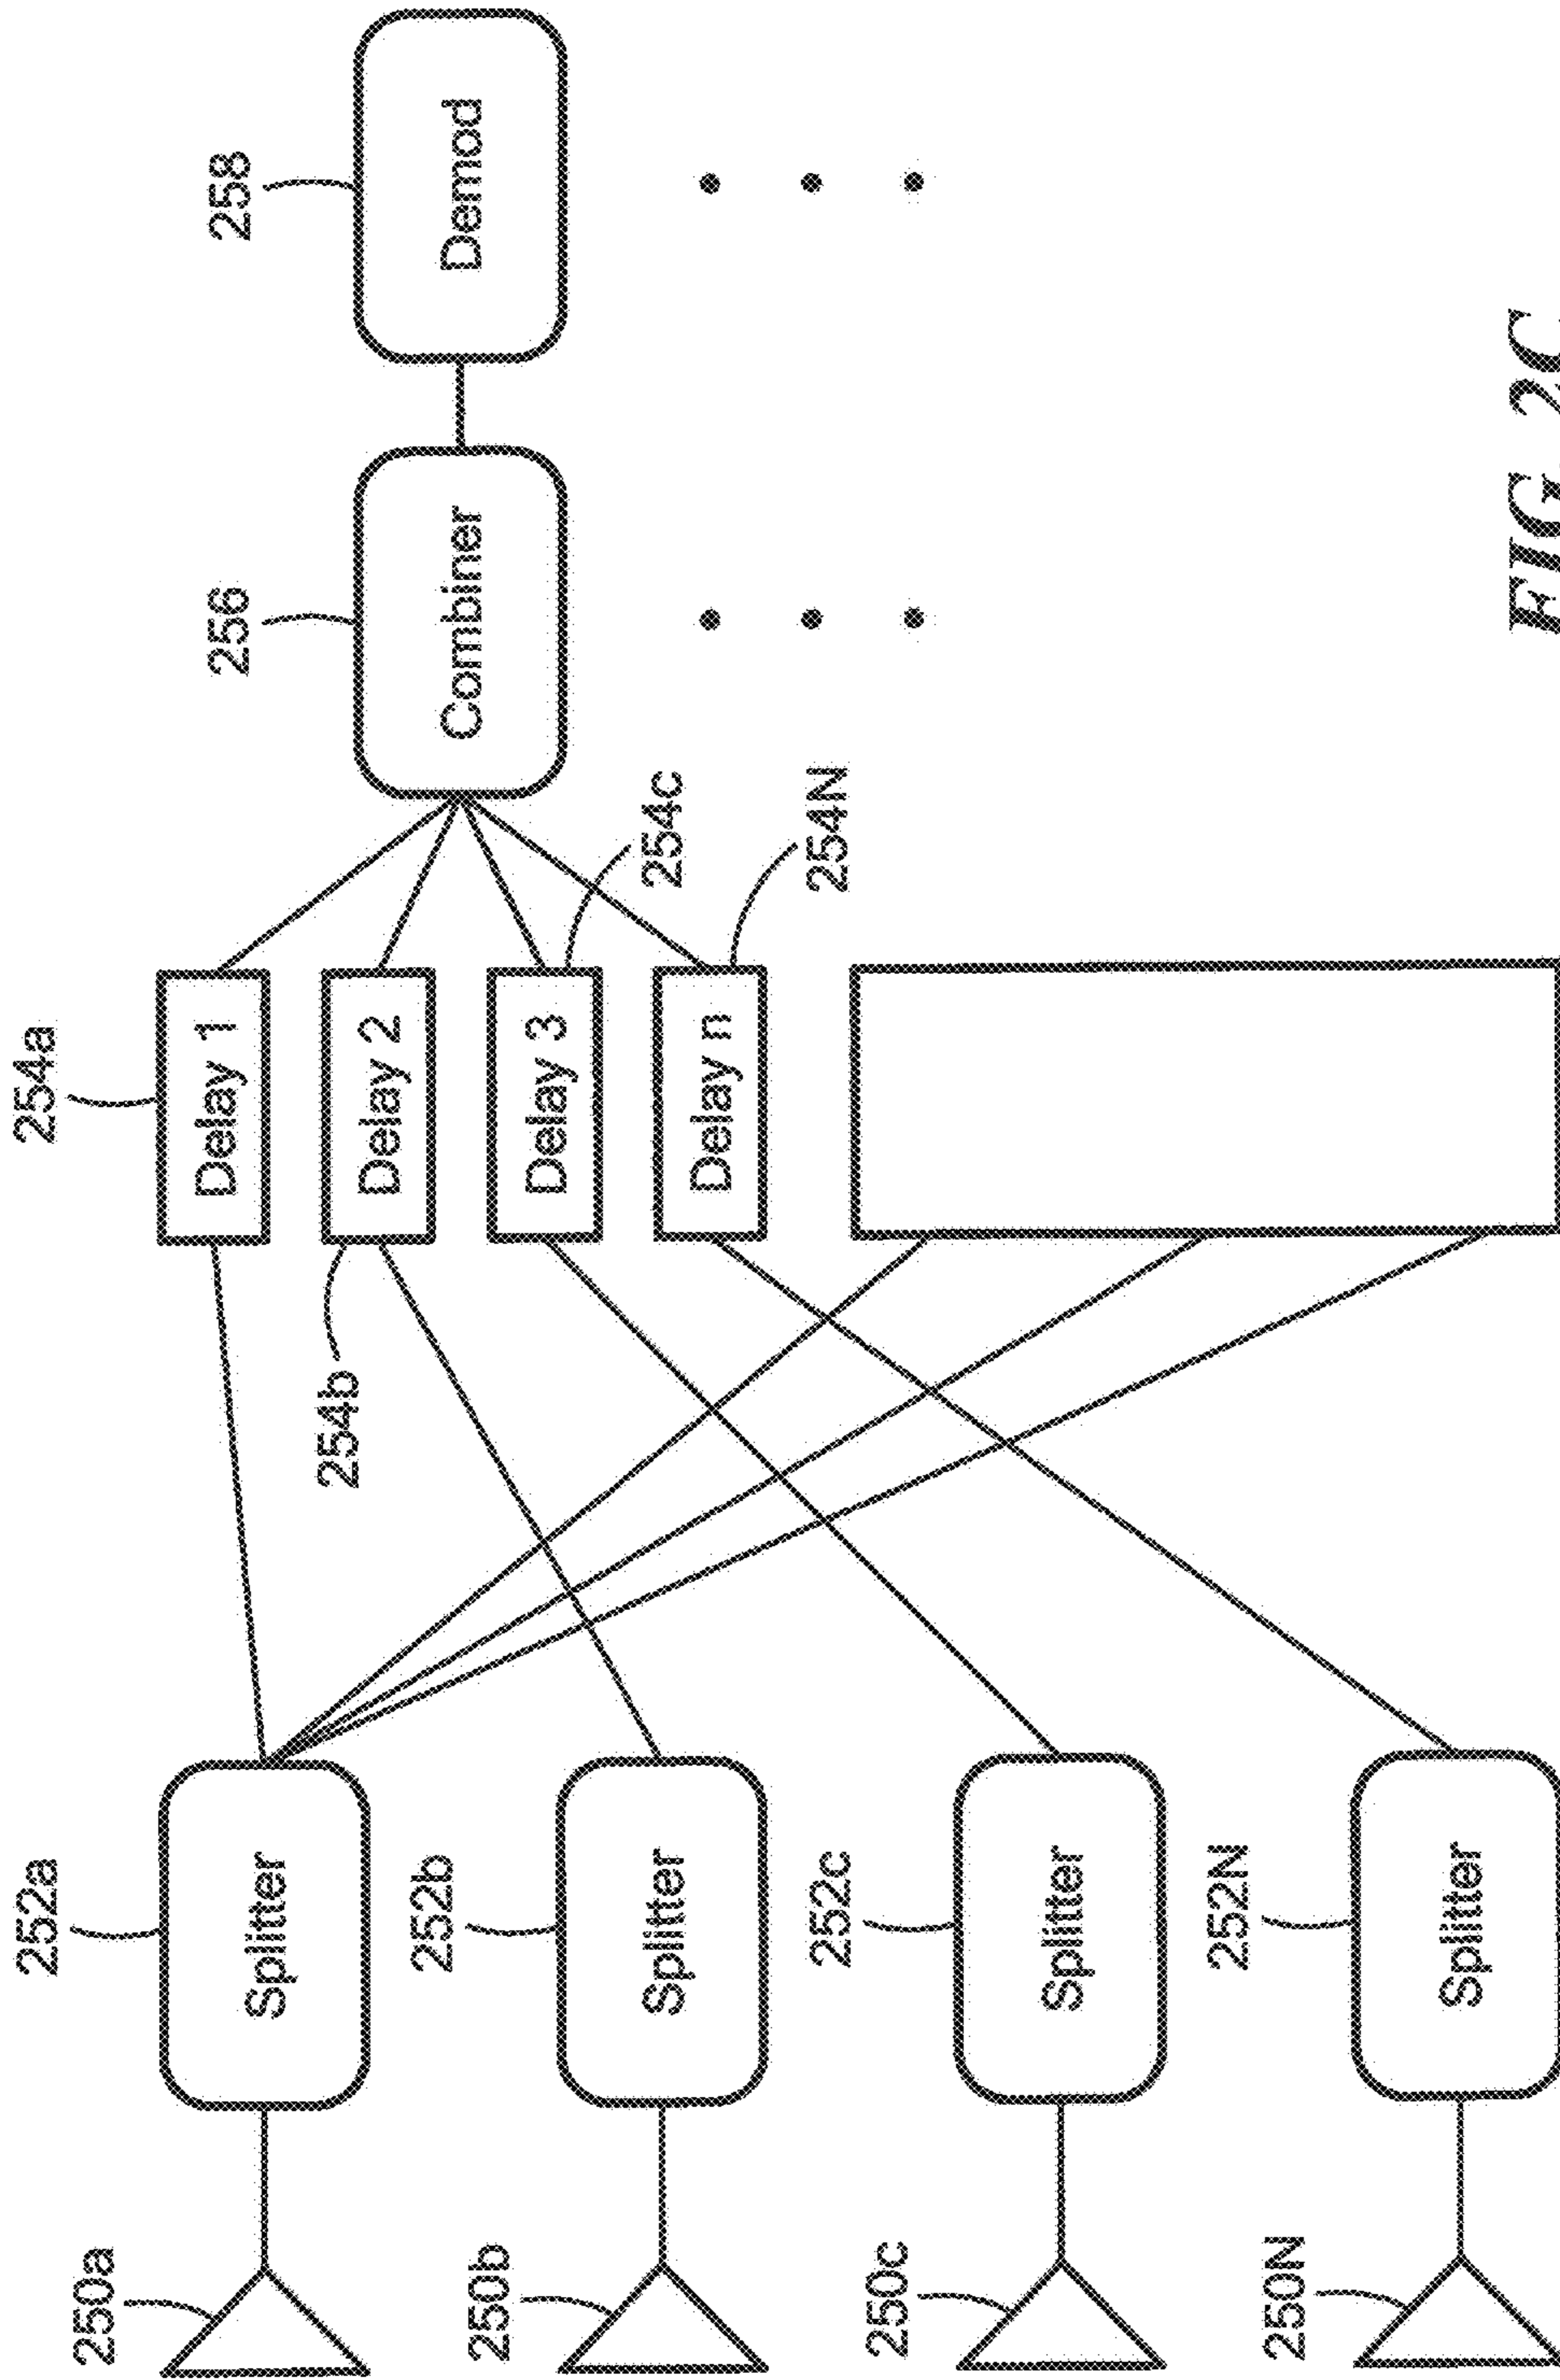 250a
252a
254a
256
258
Splitter
Delay 1
Combiner
Demod
254b
Delay 2
250b
252b
Splitter
Delay 3
254c
Delay n
254N
250c
252c
Splitter
250N
252N
Splitter
FIG. 2C